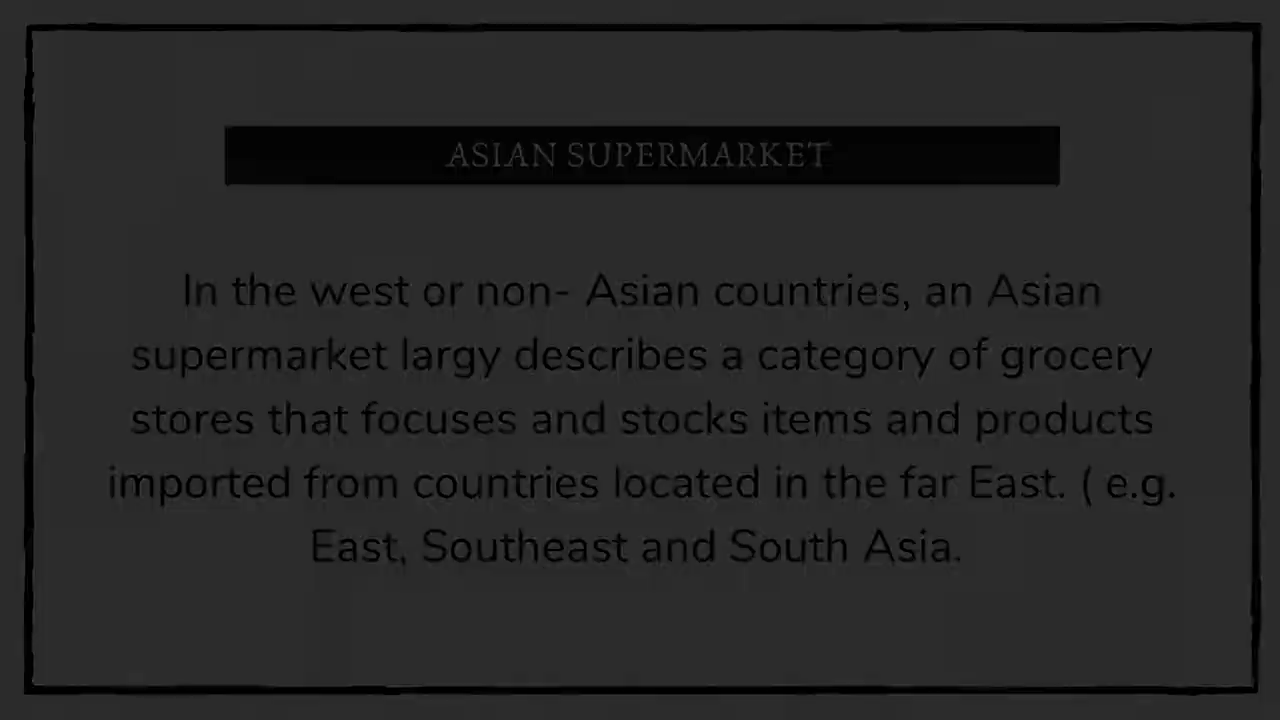 ASIAN SUPERMARKET
In the west or non- Asian countries, an Asian
supermarket largy describes a category of grocery
stores that focuses and stocks items and products
imported from countries located in the far East. ( e.g.
East, Southeast and South Asia.